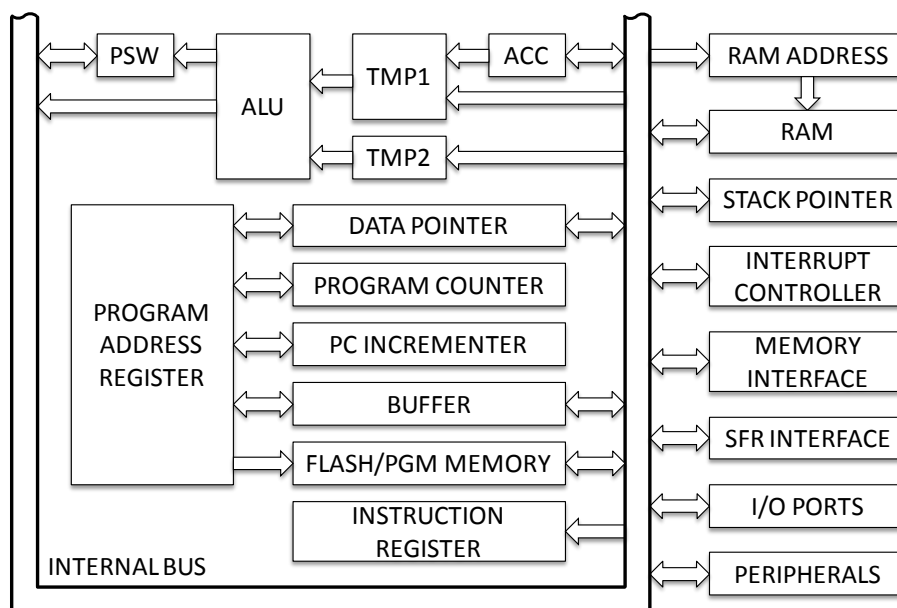 PSW
ALU
TMP1
ACC
TMP2
RAM ADDRESS
RAM
STACK POINTER
INTERRUPT
CONTROLLER
MEMORY
INTERFACE
SFR INTERFACE
I/O PORTS
PERIPHERALS
PROGRAM
ADDRESS
REGISTER
DATA POINTER
PROGRAM COUNTER
PC INCREMENTER
BUFFER
FLASH/PGM MEMORY
INSTRUCTION
REGISTER
INTERNAL BUS